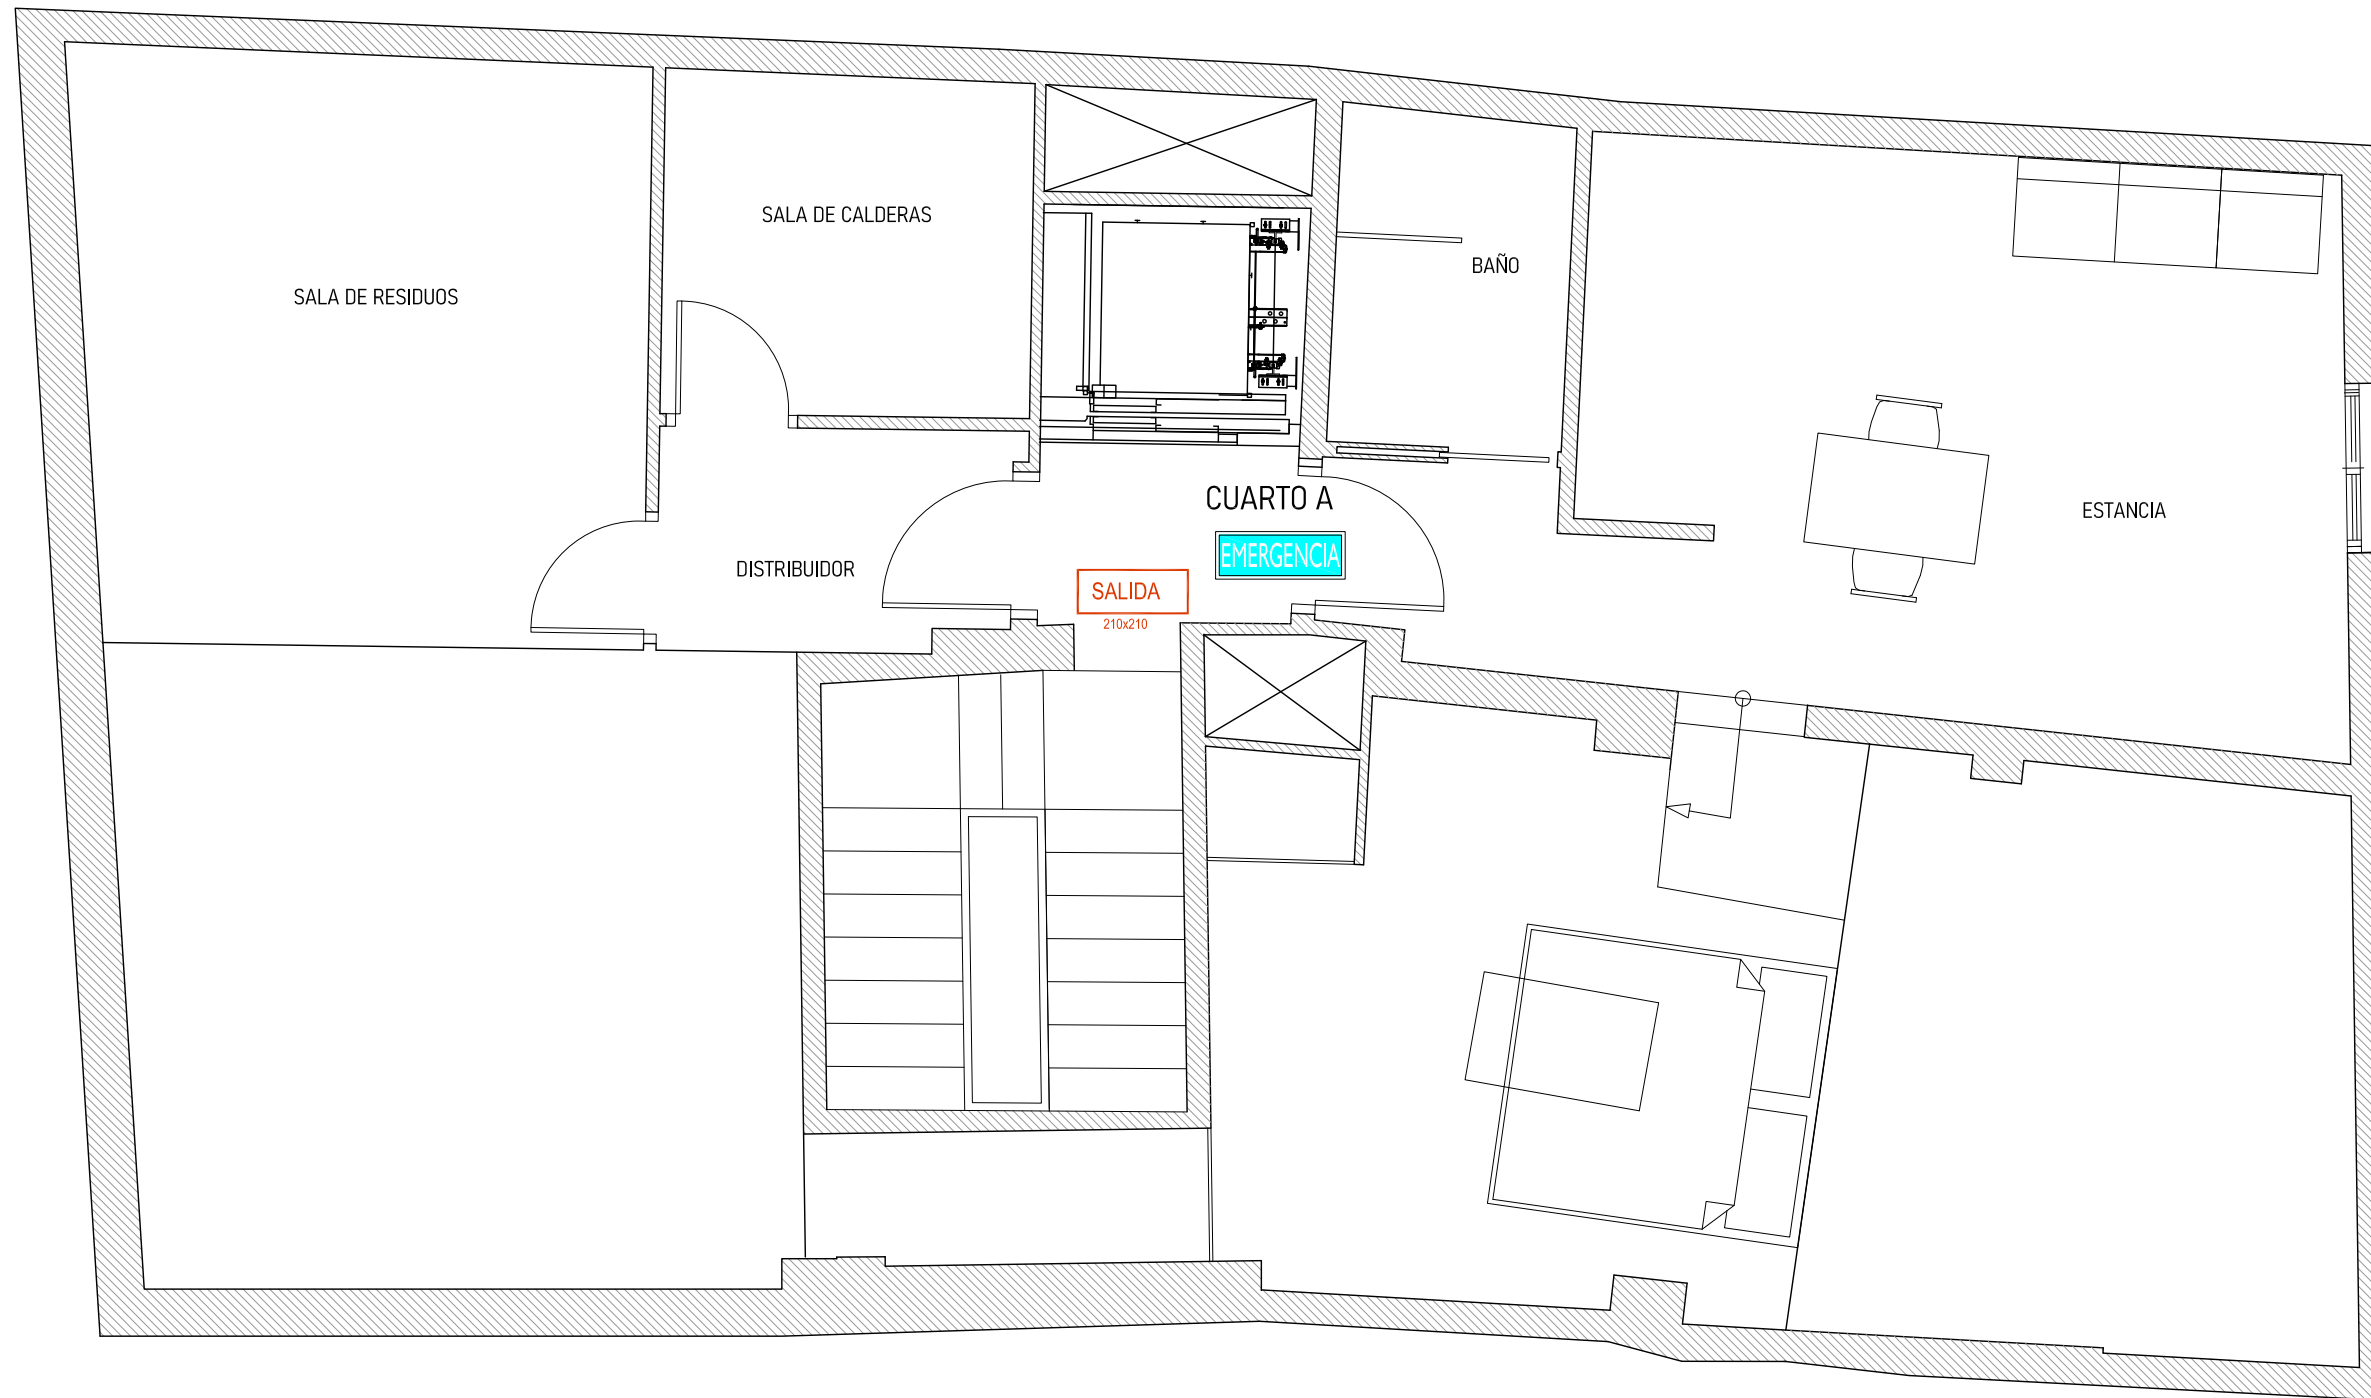 SALA DE CALDERAS
BAÑO
SALA DE RESIDUOS
CUARTO A
ESTANCIA
EMERGENCIA
DISTRIBUIDOR
SALIDA
210x210